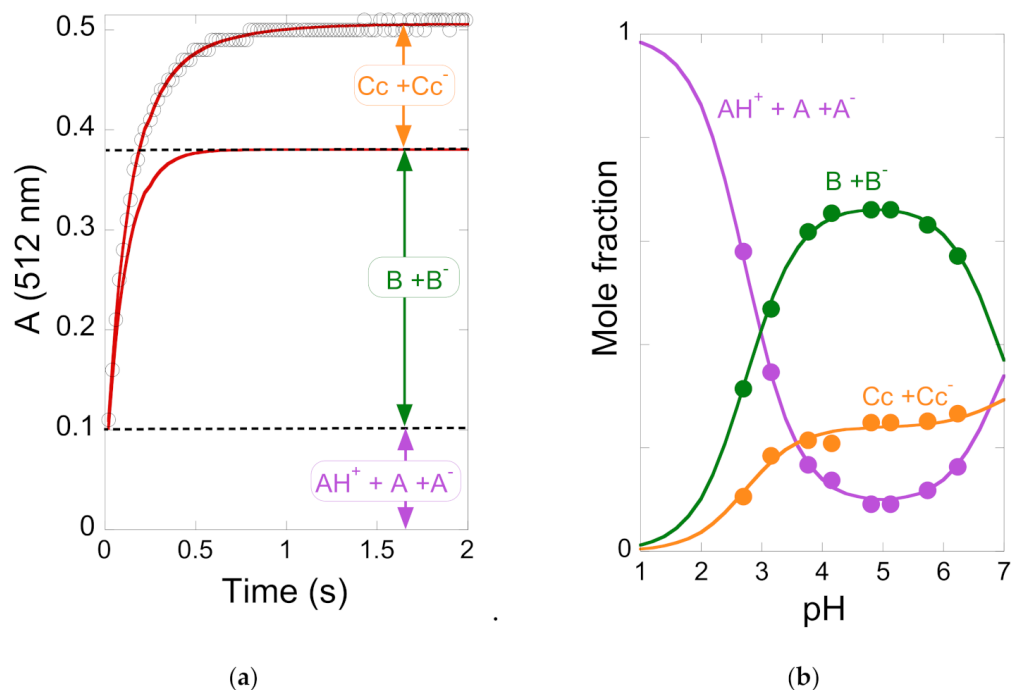 (a)
(b)
A (512 nm)
0.5
0.4
0.3
0.2
0.1
0
Cc +Cc⁻
B +B⁻
AH⁺ + A +A⁻
0
0.5
1
1.5
2
Time (s)
.
Mole fraction
1
0
AH⁺ + A +A⁻
B +B⁻
Cc +Cc⁻
1
2
3
4
5
6
7
pH
(a)
(b)